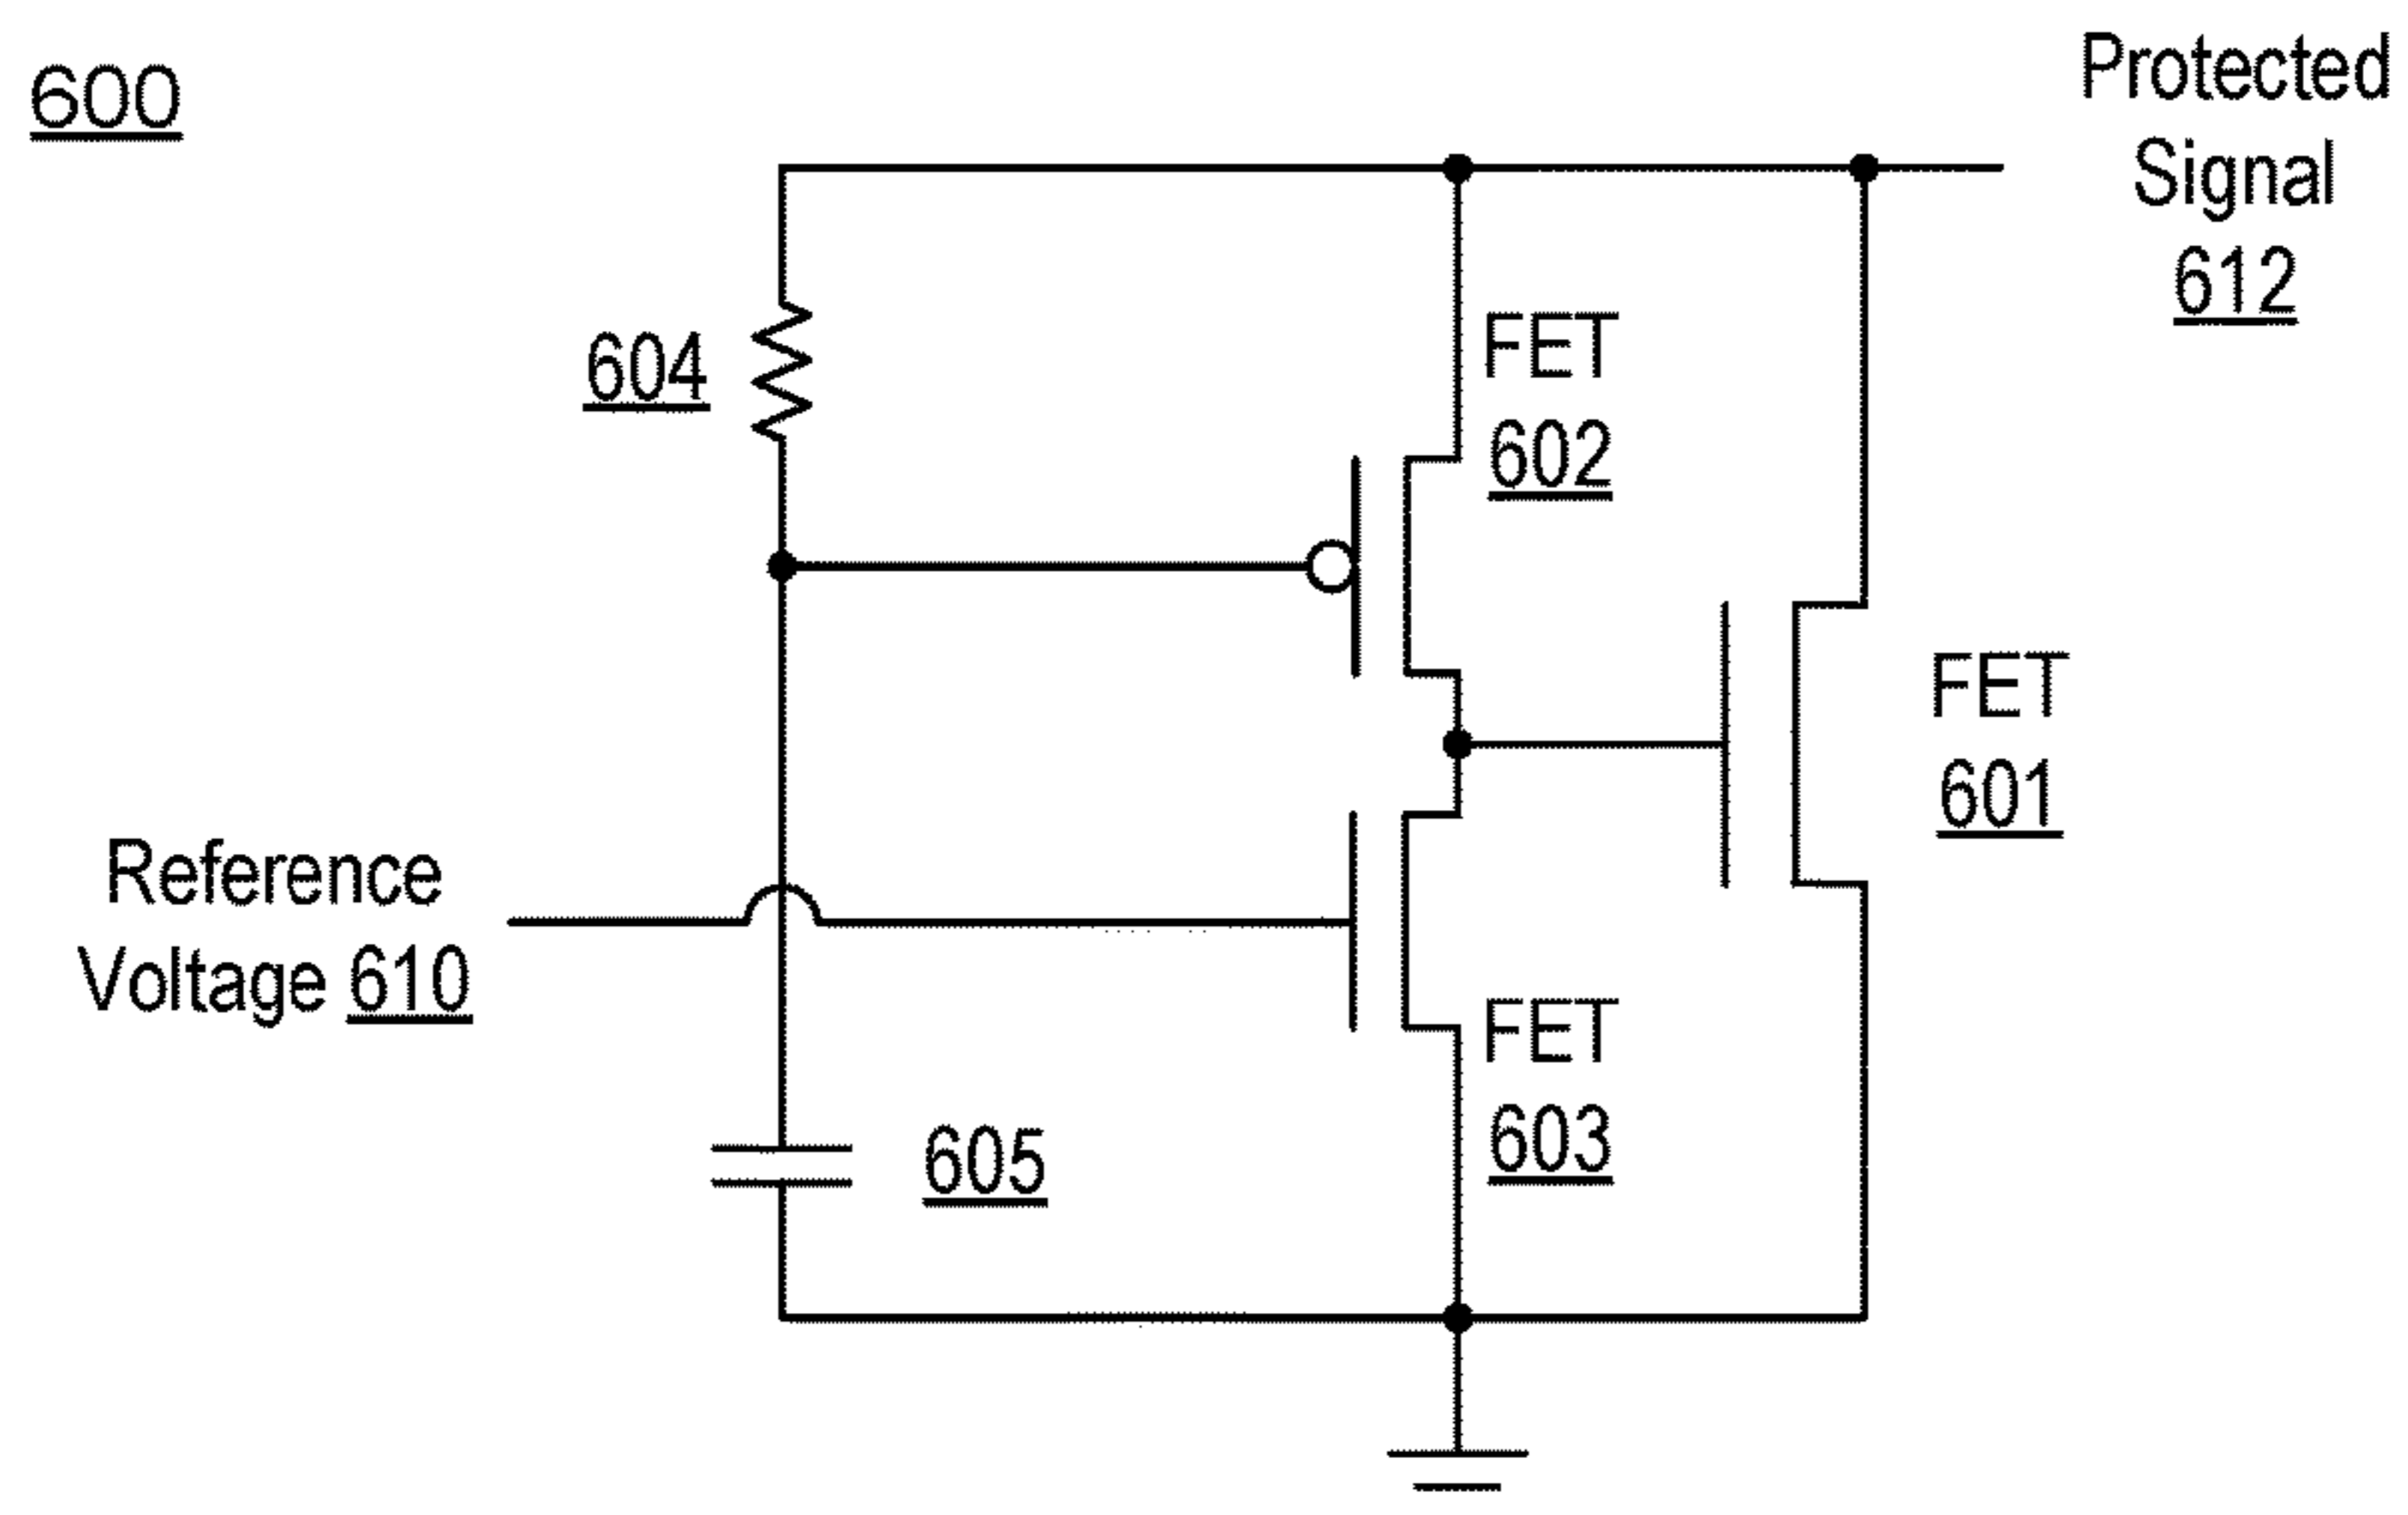 600
Protected
Signal
612
604
FET
602
FET
601
Reference
Voltage 610
FET
603
605